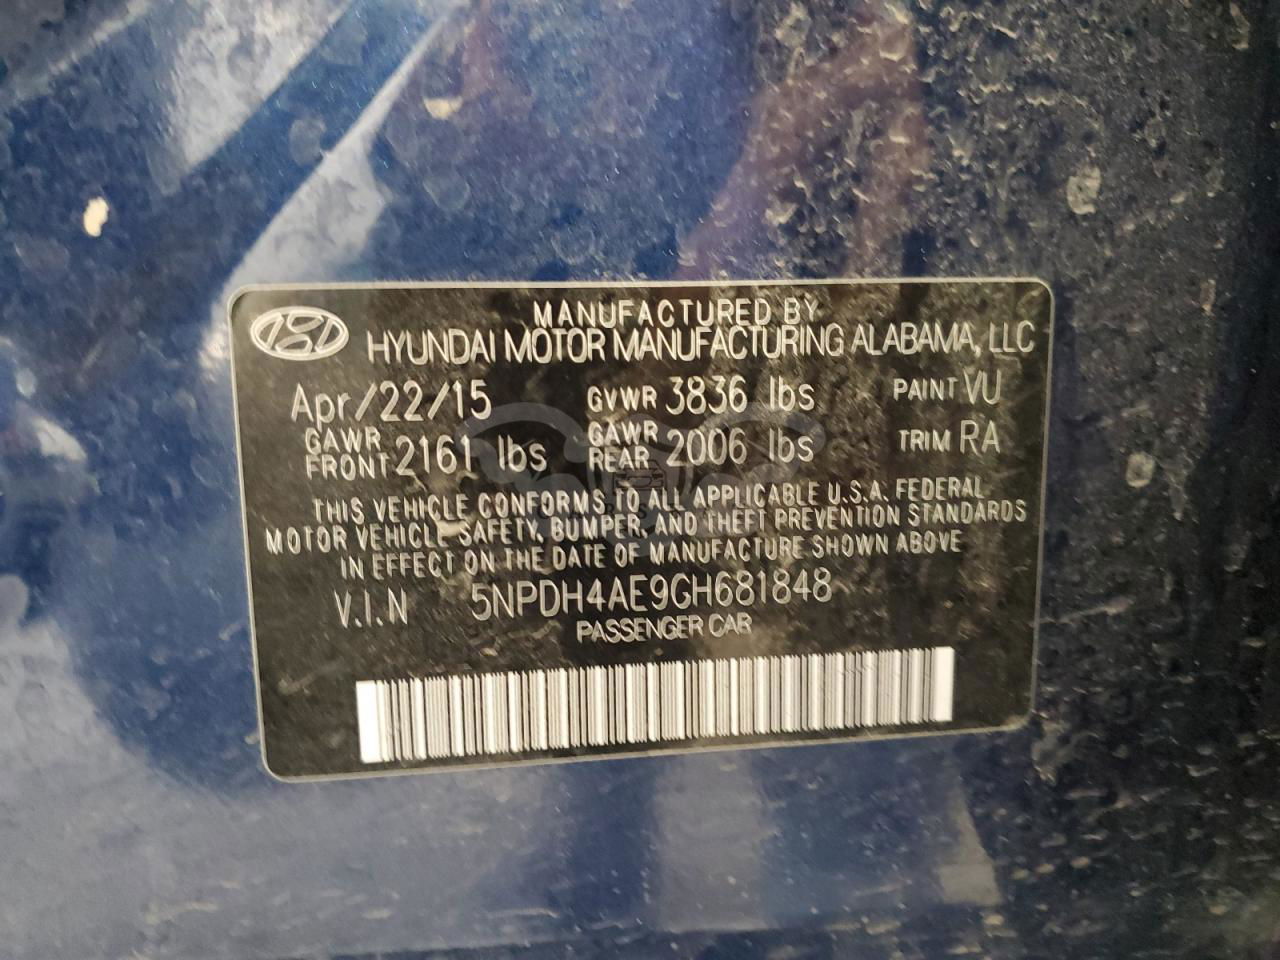 MANUFACTURED BY
HYUNDAI MOTOR MANUFACTURING ALABAMA, LLC
Apr/22/15 GVWR 3836 lbs PAINT VU
GAWR FRONT 2161 lbs GAWR REAR 2006 lbs TRIM RA
THIS VEHICLE CONFORMS TO ALL APPLICABLE U.S.A. FEDERAL
MOTOR VEHICLE SAFETY, BUMPER, AND THEFT PREVENTION STANDARDS
IN EFFECT ON THE DATE OF MANUFACTURE SHOWN ABOVE
V.I.N 5NPDH4AE9GH681848
PASSENGER CAR